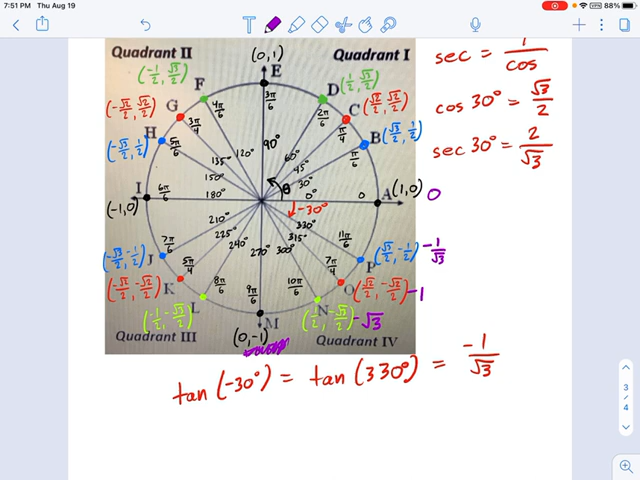 7:51 PM Thu Aug 19
88%
Quadrant II
(0,1)
Quadrant I
E
sec = 1/cos
(-1/2, √3/2)
F
D
(1/2, √3/2)
3π/6
4π/6
2π/6
(-√2/2, √2/2)
G
C
(√2/2, √2/2)
cos 30° = √3/2
3π/4
π/4
(-√3/2, 1/2)
H
B
(√3/2, 1/2)
5π/6
π/6
90°
120°
60°
135°
45°
sec 30° = 2/√3
150°
θ
30°
I
6π/6
180°
0°
0
A
(1,0)
0
(-1,0)
-30°
210°
330°
225°
315°
240°
270°
300°
7π/6
11π/6
(-√3/2, -1/2)
J
P
(√3/2, -1/2)
-1/√3
5π/4
7π/4
(-√2/2, -√2/2)
K
O
(√2/2, -√2/2)
-1
8π/6
9π/6
10π/6
(-1/2, -√3/2)
L
M
N
(1/2, -√3/2)
-√3
Quadrant III
(0,-1)
Quadrant IV
tan(-30°) = tan(330°) = -1/√3
3
4